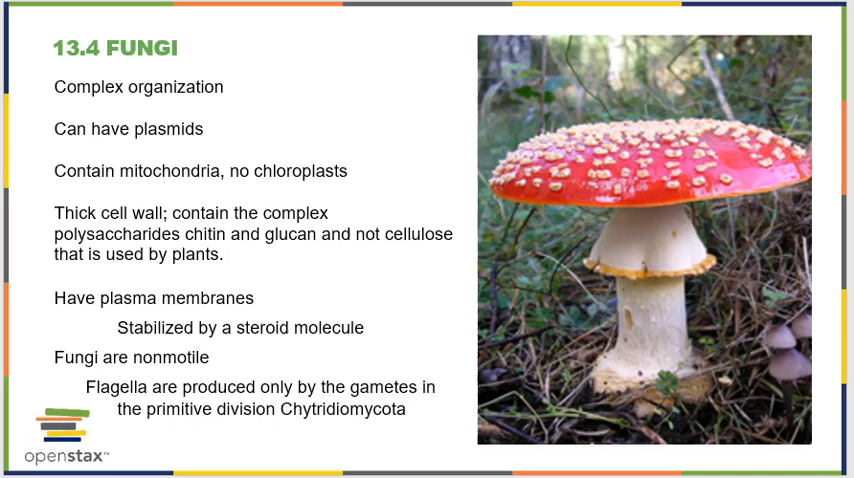 13.4 FUNGI
Complex organization
Can have plasmids
Contain mitochondria, no chloroplasts
Thick cell wall; contain the complex
polysaccharides chitin and glucan and not cellulose
that is used by plants.
Have plasma membranes
Stabilized by a steroid molecule
Fungi are nonmotile
Flagella are produced only by the gametes in
the primitive division Chytridiomycota
openstax™